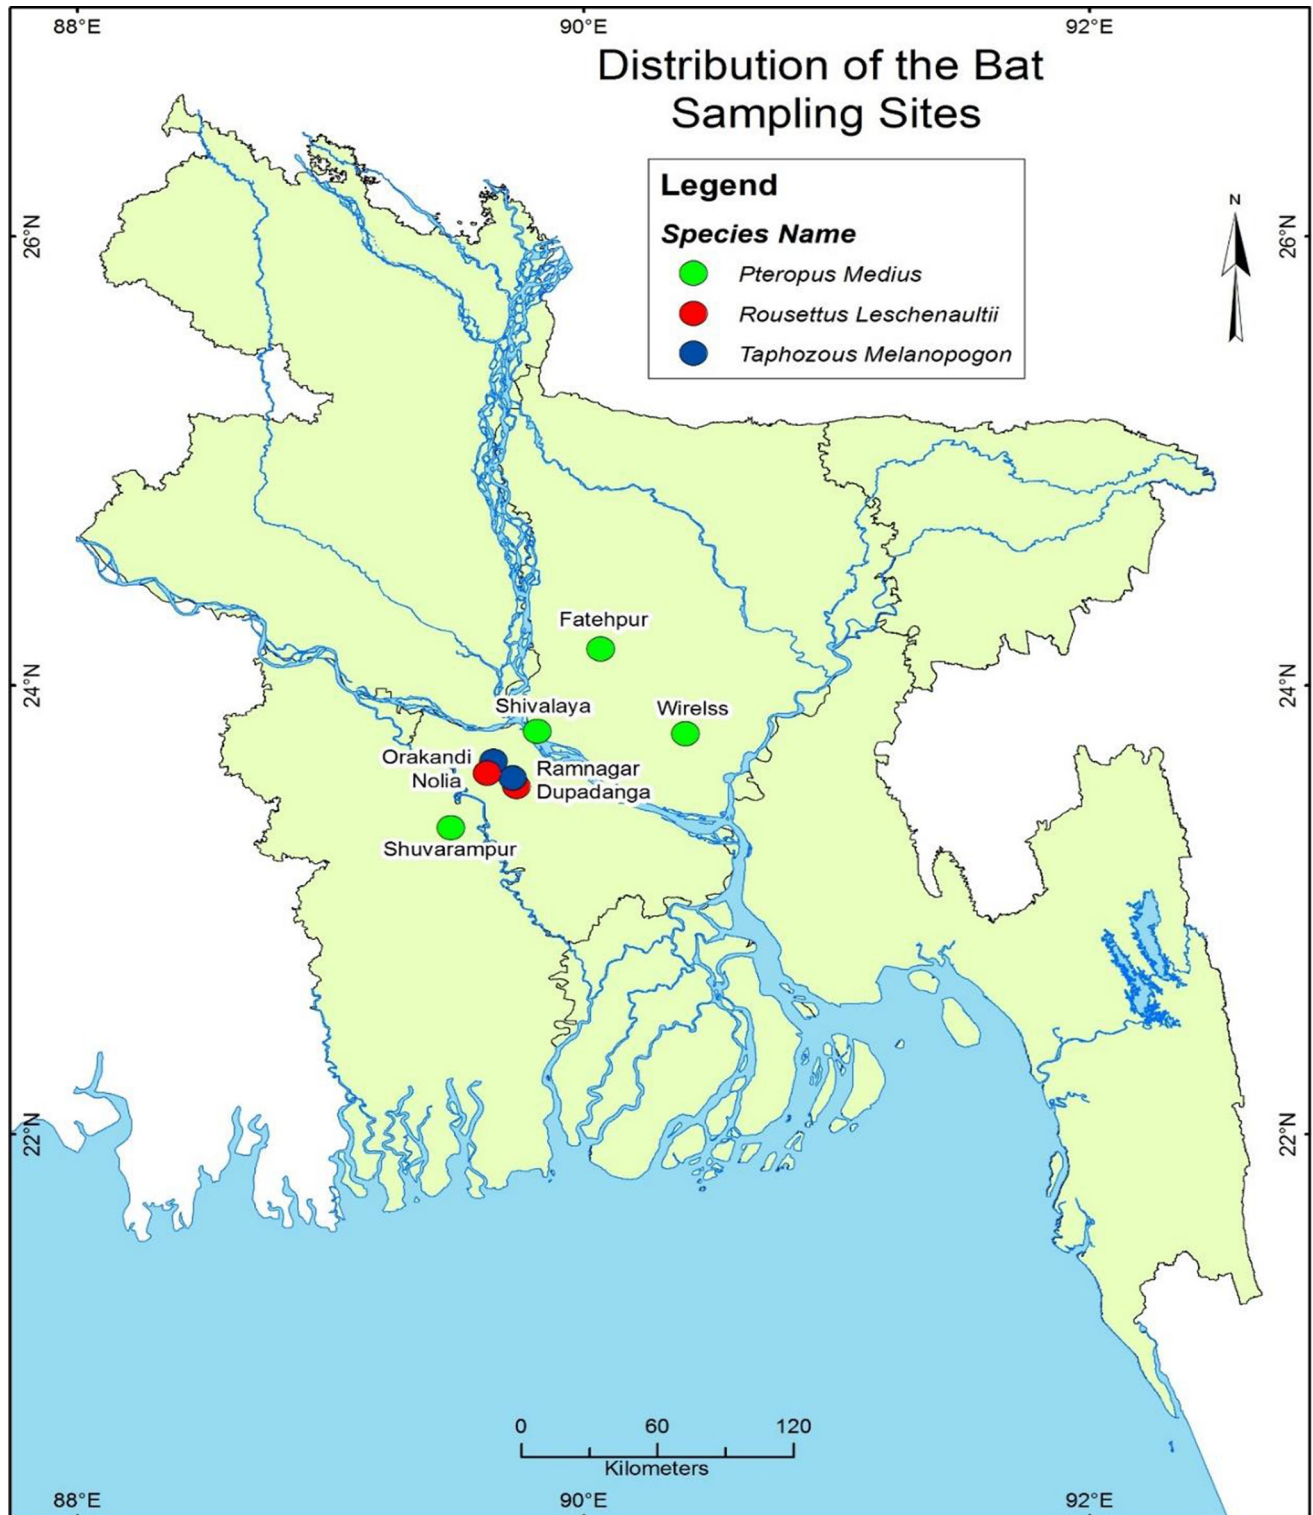 88°E 90°E 92°E
Distribution of the Bat
Sampling Sites
Legend
Species Name
Pteropus Medius
Rousettus Leschenaultii
Taphozous Melanopogon
N
26°N 26°N
24°N 24°N
Fatehpur
Shivalaya
Wirelss
Orakandi
Nolia
Ramnagar
Dupadanga
Shuvarampur
22°N 22°N
0 60 120
Kilometers
88°E 90°E 92°E